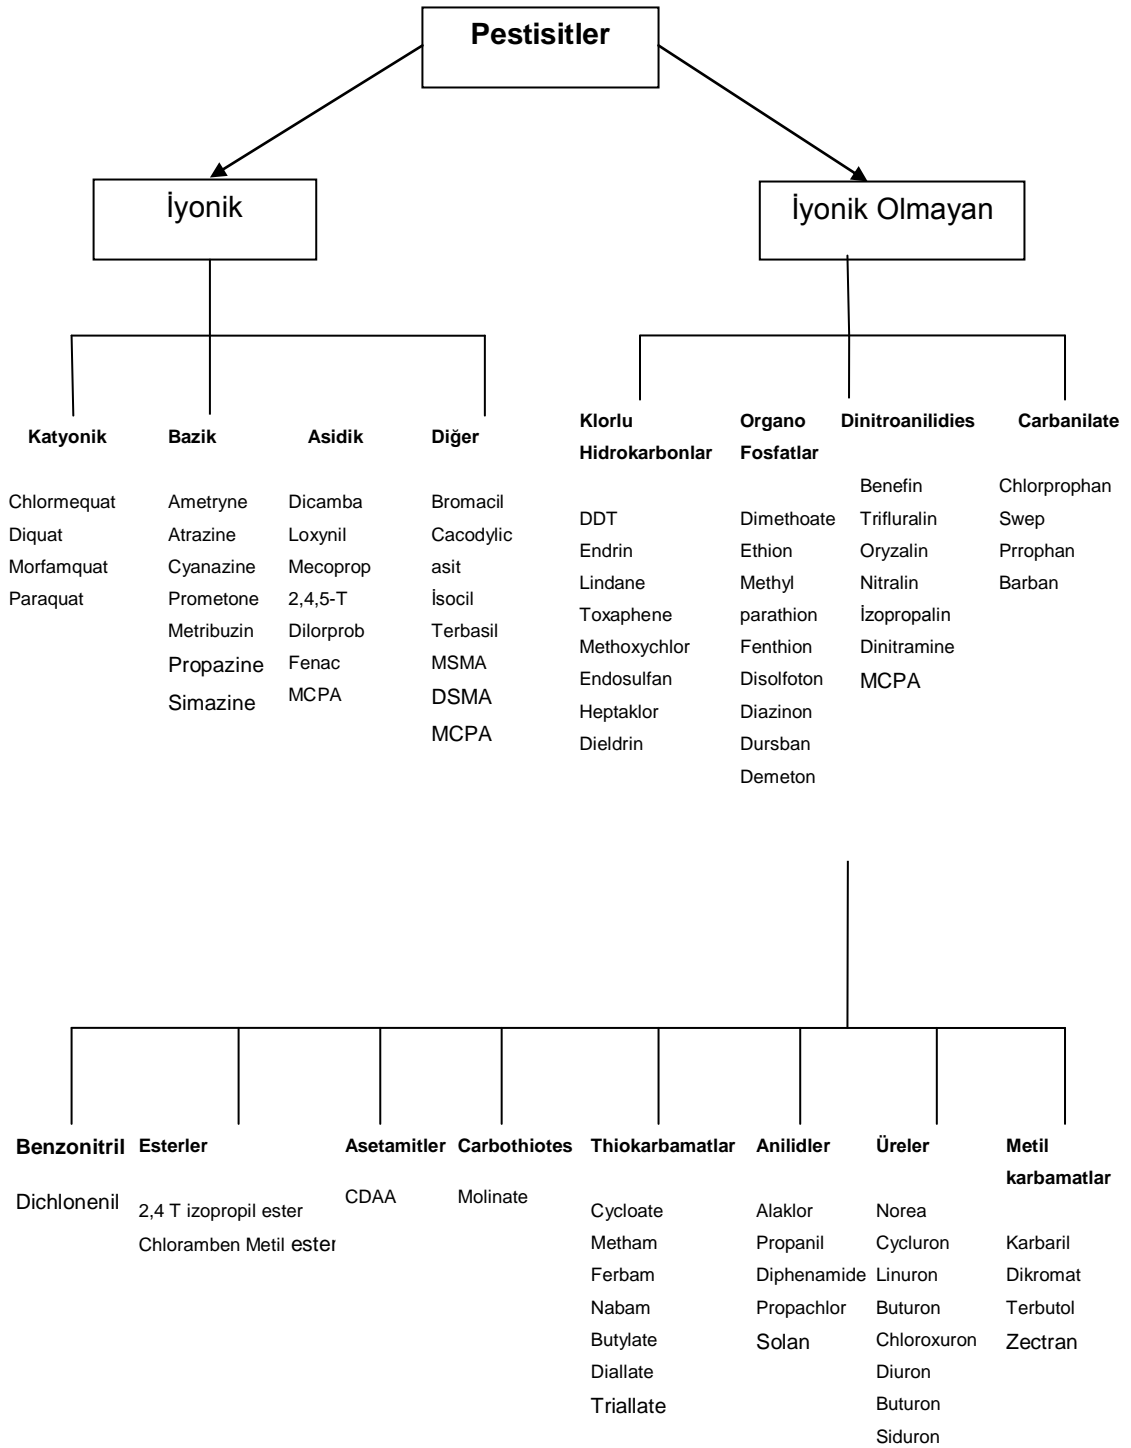 Pestisitler
İyonik
İyonik Olmayan
Katyonik
Chlormequat
Diquat
Morfamquat
Paraquat
Bazik
Ametryne
Atrazine
Cyanazine
Prometone
Metribuzin
Propazine
Simazine
Asidik
Dicamba
Loxynil
Mecoprop
2,4,5-T
Dilorprob
Fenac
MCPA
Diğer
Bromacil
Cacodylic
asit
İsocil
Terbasil
MSMA
DSMA
MCPA
Klorlu
Hidrokarbonlar
DDT
Endrin
Lindane
Toxaphene
Methoxychlor
Endosulfan
Heptaklor
Dieldrin
Organo
Fosfatlar
Dimethoate
Ethion
Methyl
parathion
Fenthion
Disolfoton
Diazinon
Dursban
Demeton
Dinitroanilidies
Benefin
Trifluralin
Oryzalin
Nitralin
İzopropalin
Dinitramine
MCPA
Carbanilate
Chlorprophan
Swep
Prrophan
Barban
Benzonitril
Dichlonenil
Esterler
2,4 T izopropil ester
Chloramben Metil ester
Asetamitler
CDAA
Carbothiotes
Molinate
Thiokarbamatlar
Cycloate
Metham
Ferbam
Nabam
Butylate
Diallate
Triallate
Anilidler
Alaklor
Propanil
Diphenamide
Propachlor
Solan
Üreler
Norea
Cycluron
Linuron
Buturon
Chloroxuron
Diuron
Buturon
Siduron
Metil
karbamatlar
Karbaril
Dikromat
Terbutol
Zectran